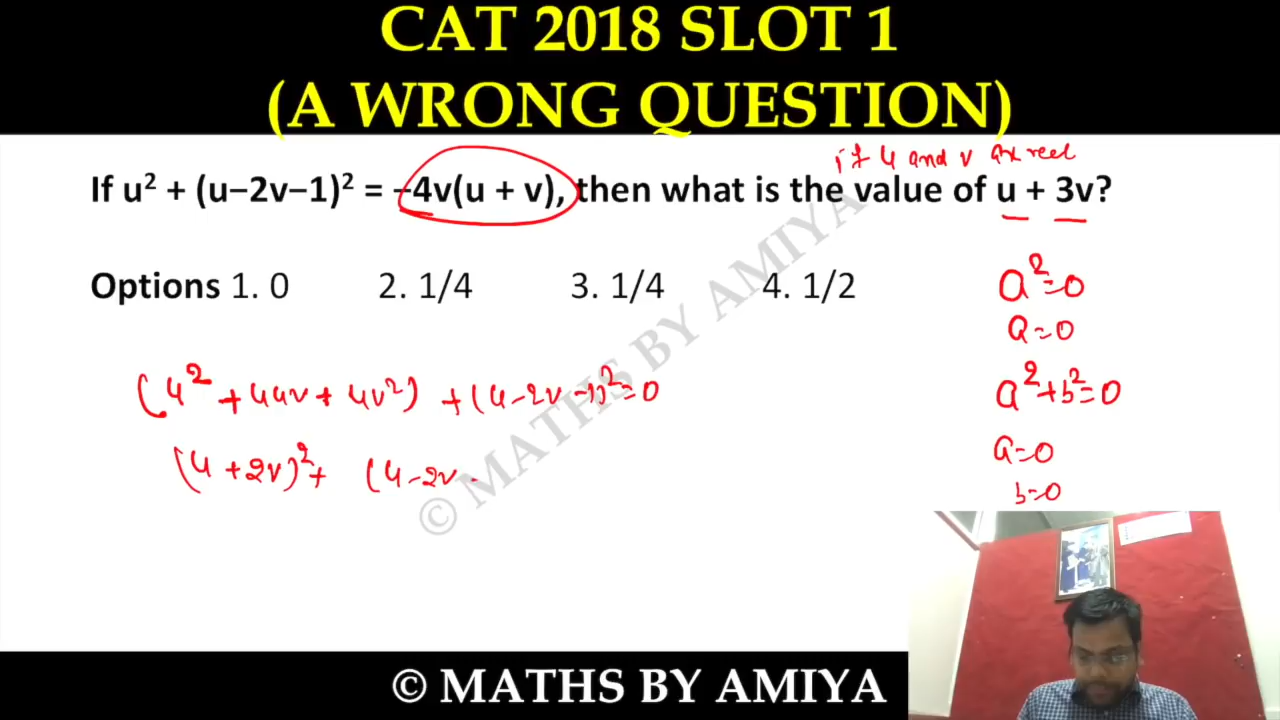 CAT 2018 SLOT 1
(A WRONG QUESTION)
if u and v are real
If u² + (u−2v−1)² = −4v(u + v), then what is the value of u + 3v?
Options 1. 0 2. 1/4 3. 1/4 4. 1/2
a²=0
a=0
(u² + 4uv + 4v²) + (u-2v-1)²=0
a²+b²=0
a=0
(u+2v)² + (u-2v-
b=0
© MATHS BY AMIYA
© MATHS BY AMIYA